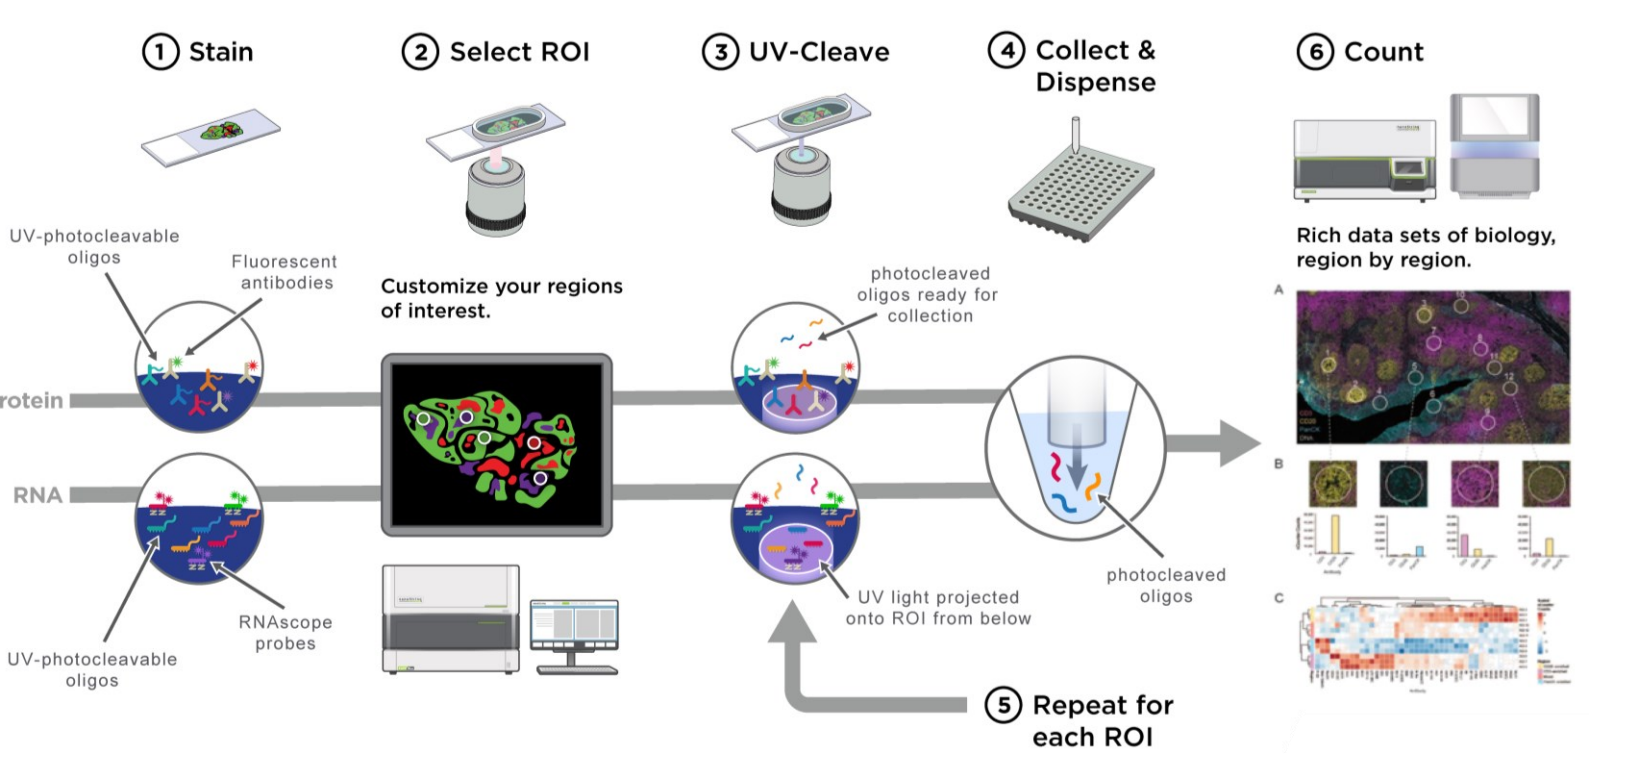 1 Stain
2 Select ROI
3 UV-Cleave
4 Collect &
Dispense
6 Count
UV-photocleavable
oligos
Fluorescent
antibodies
Customize your regions
of interest.
photocleaved
oligos ready for
collection
Rich data sets of biology,
region by region.
rotein
RNA
RNAscope
probes
UV-photocleavable
oligos
UV light projected
onto ROI from below
photocleaved
oligos
5 Repeat for
each ROI
A
B
C